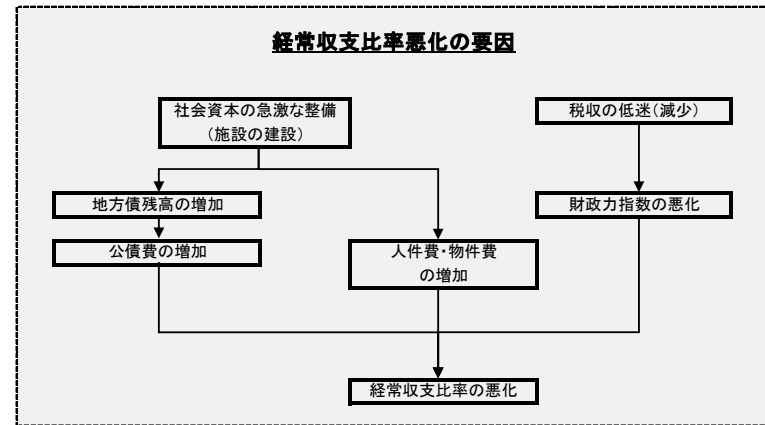 経常収支比率悪化の要因
社会資本の急激な整備
（施設の建設）
税収の低迷（減少）
地方債残高の増加
財政力指数の悪化
公債費の増加
人件費・物件費
の増加
経常収支比率の悪化